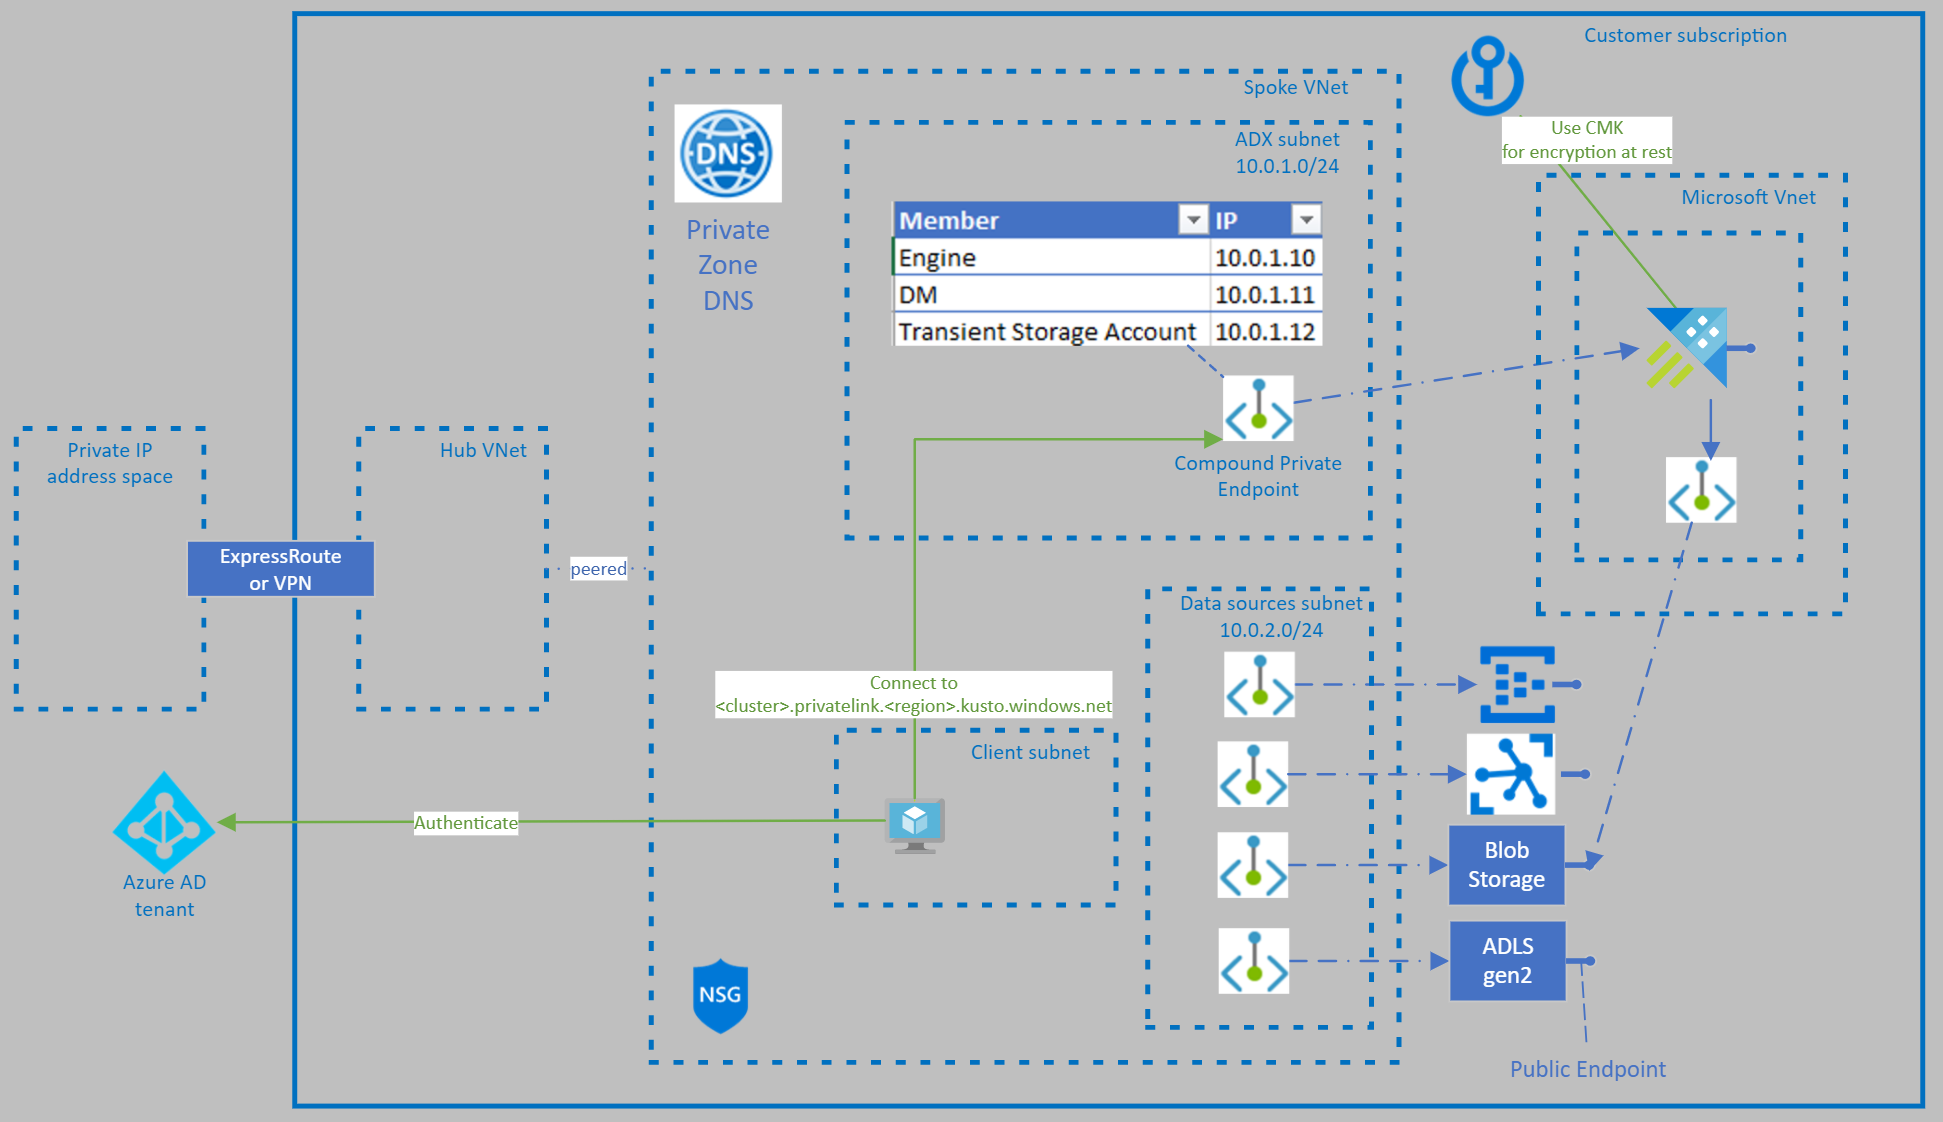 Customer subscription
Spoke VNet
DNS
Private
Zone
DNS
ADX subnet
10.0.1.0/24
Member IP
Engine 10.0.1.10
DM 10.0.1.11
Transient Storage Account 10.0.1.12
Compound Private
Endpoint
Use CMK
for encryption at rest
Microsoft Vnet
Private IP
address space
Hub VNet
ExpressRoute
or VPN
peered
Data sources subnet
10.0.2.0/24
Connect to
<cluster>.privatelink.<region>.kusto.windows.net
Client subnet
Authenticate
Azure AD
tenant
Blob
Storage
ADLS
gen2
NSG
Public Endpoint